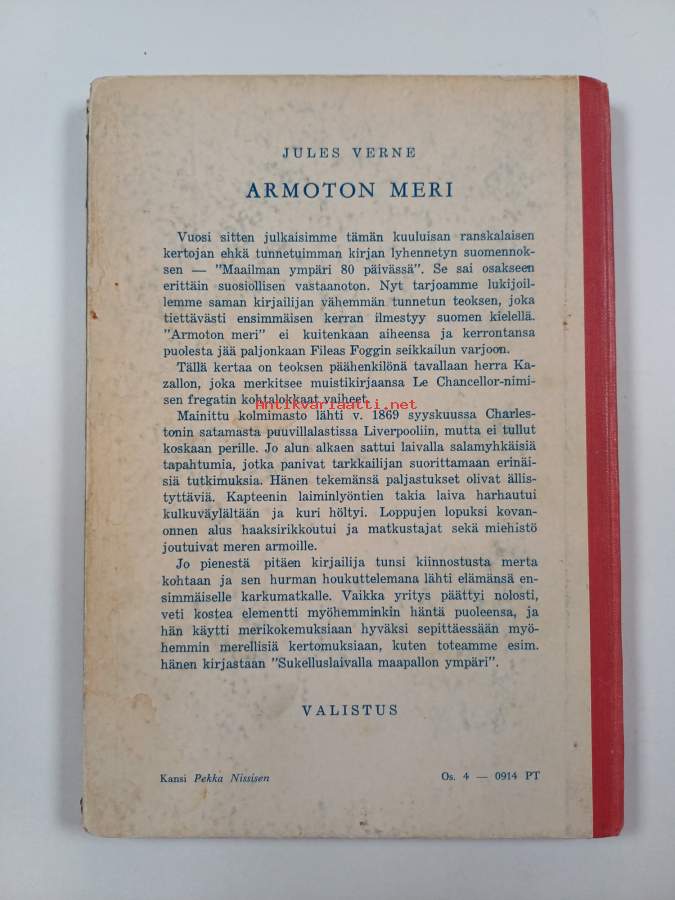 JULES VERNE
ARMOTON MERI
Vuosi sitten julkaisimme tämän kuuluisan ranskalaisen
kertojan ehkä tunnetuimman kirjan lyhennetyn suomennok-
sen — "Maailman ympäri 80 päivässä". Se sai osakseen
erittäin suosiollisen vastaanoton. Nyt tarjoamme lukijoil-
lemme saman kirjailijan vähemmän tunnetun teoksen, joka
tiettävästi ensimmäisen kerran ilmestyy suomen kielellä.
"Armoton meri" ei kuitenkaan aiheensa ja kerrontansa
puolesta jää paljonkaan Fileas Foggin seikkailun varjoon.
Tällä kertaa on teoksen päähenkilönä tavallaan herra Ka-
zallon, joka merkitsee muistikirjaansa Le Chancellor-nimi-
sen fregatin kohtalokkaat vaiheet.
Antikvariaatti.net
Mainittu kolmimasto lähti v. 1869 syyskuussa Charles-
tonin satamasta puuvillalastissa Liverpooliin, mutta ei tullut
koskaan perille. Jo alun alkaen sattui laivalla salamyhkäisiä
tapahtumia, jotka panivat tarkkailijan suorittamaan erinäi-
siä tutkimuksia. Hänen tekemänsä paljastukset olivat ällis-
tyttäviä. Kapteenin laiminlyöntien takia laiva harhautui
kulkuväylältään ja kuri höltyi. Loppujen lopuksi kovan-
onnen alus haaksirikkoutui ja matkustajat sekä miehistö
joutuivat meren armoille.
Jo pienestä pitäen kirjailija tunsi kiinnostusta merta
kohtaan ja sen hurman houkuttelemana lähti elämänsä en-
simmäiselle karkumatkalle. Vaikka yritys päättyi nolosti,
veti kostea elementti myöhemminkin häntä puoleensa, ja
hän käytti merikokemuksiaan hyväksi sepittäessään myö-
hemmin merellisiä kertomuksiaan, kuten toteamme esim.
hänen kirjastaan "Sukelluslaivalla maapallon ympäri".
VALISTUS
Kansi Pekka Nissisen
Os. 4 — 0914 PT